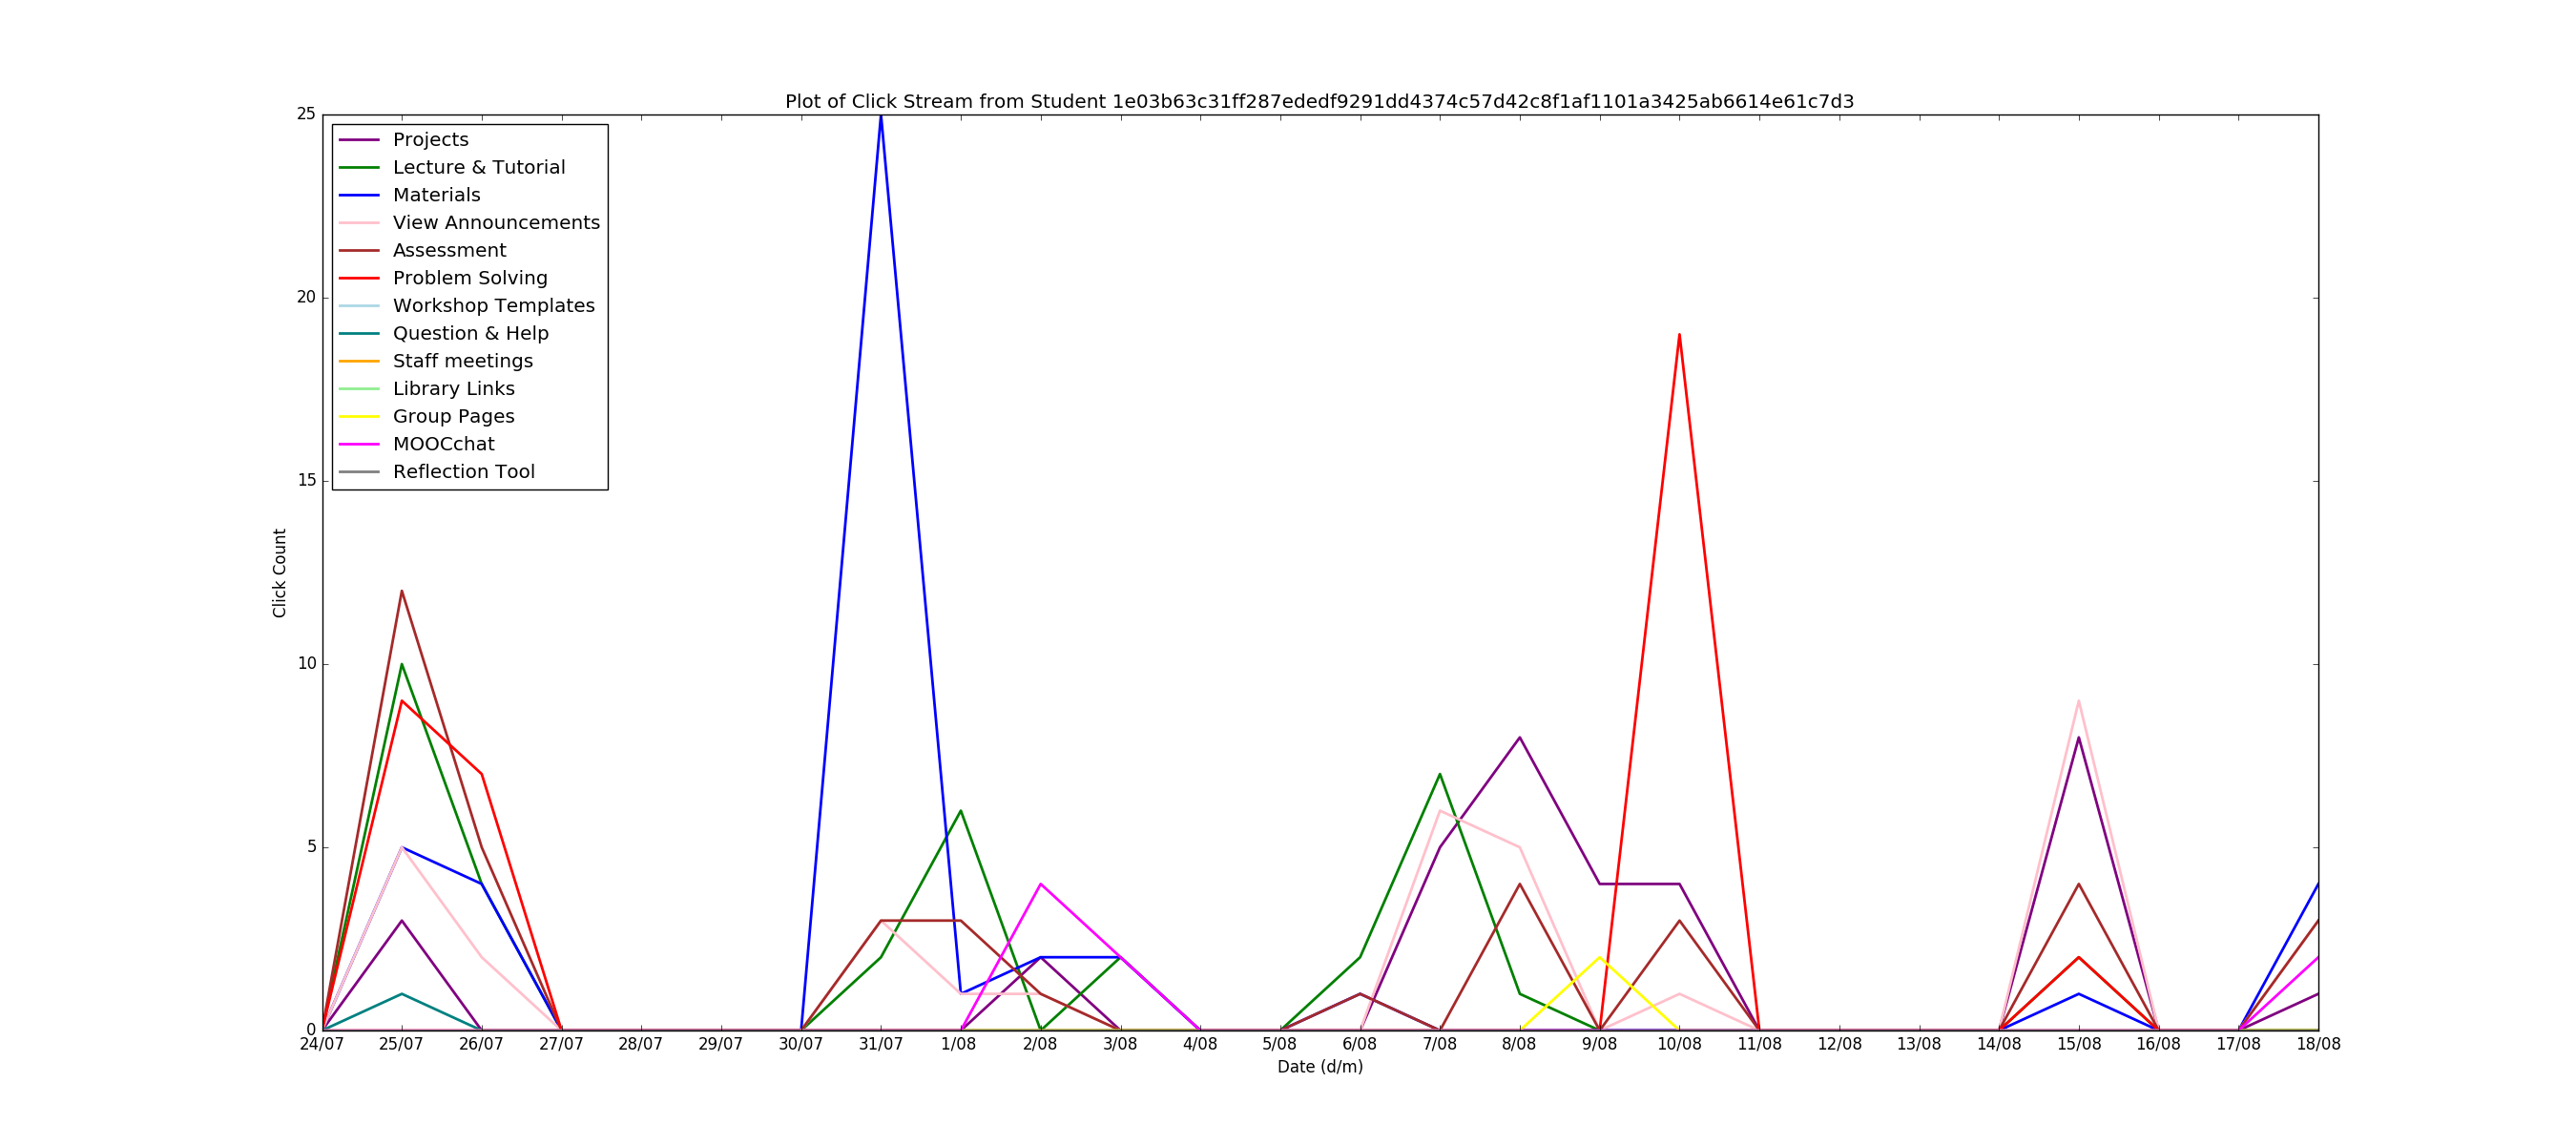 Plot of Click Stream from Student 1e03b63c31ff287ededf9291dd4374c57d42c8f1af1101a3425ab6614e61c7d3
25
20
15
10
5
0
Click Count
Projects
Lecture & Tutorial
Materials
View Announcements
Assessment
Problem Solving
Workshop Templates
Question & Help
Staff meetings
Library Links
Group Pages
MOOCchat
Reflection Tool
24/07 25/07 26/07 27/07 28/07 29/07 30/07 31/07 1/08 2/08 3/08 4/08 5/08 6/08 7/08 8/08 9/08 10/08 11/08 12/08 13/08 14/08 15/08 16/08 17/08 18/08
Date (d/m)